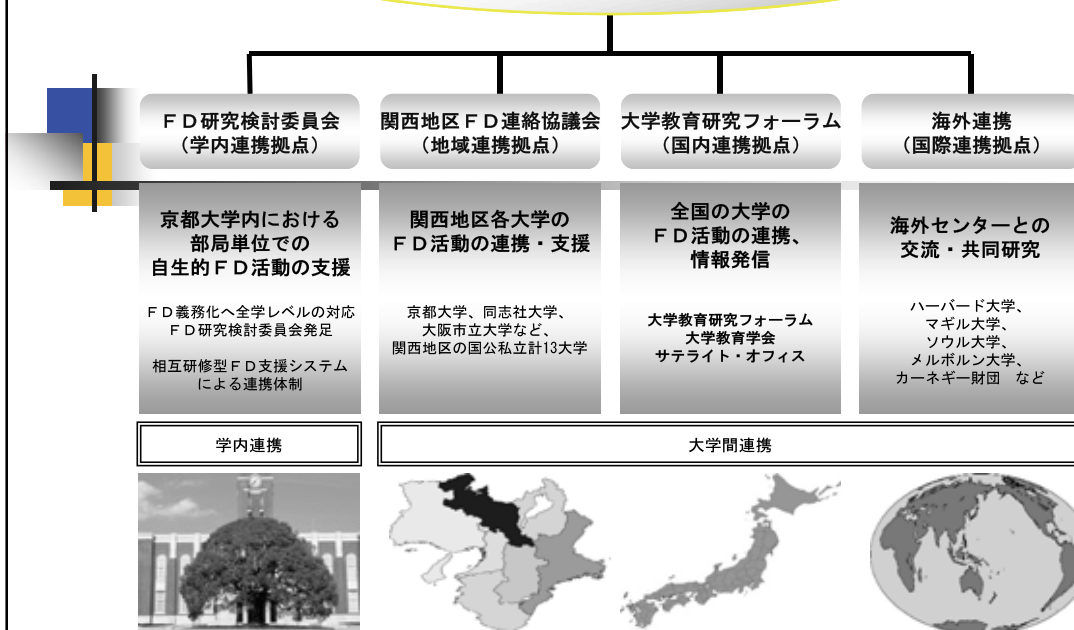 ＦＤ研究検討委員会
（学内連携拠点）
関西地区ＦＤ連絡協議会
（地域連携拠点）
大学教育研究フォーラム
（国内連携拠点）
海外連携
（国際連携拠点）
京都大学内における
部局単位での
自生的ＦＤ活動の支援
ＦＤ義務化へ全学レベルの対応
ＦＤ研究検討委員会発足
相互研修型ＦＤ支援システム
による連携体制
関西地区各大学の
ＦＤ活動の連携・支援
京都大学、同志社大学、
大阪市立大学など、
関西地区の国公私立計13大学
全国の大学の
ＦＤ活動の連携、
情報発信
大学教育研究フォーラム
大学教育学会
サテライト・オフィス
海外センターとの
交流・共同研究
ハーバード大学、
マギル大学、
ソウル大学、
メルボルン大学、
カーネギー財団　など
学内連携
大学間連携